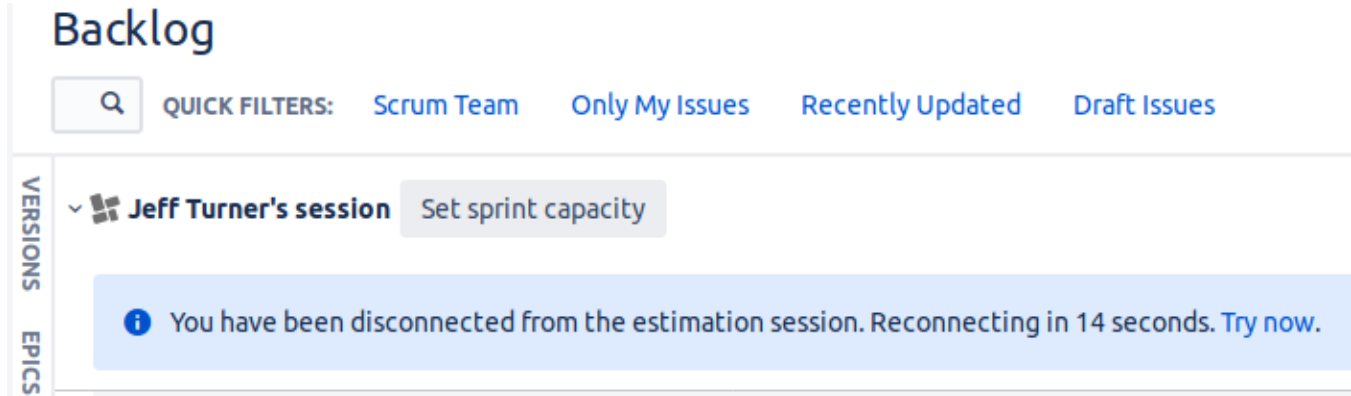 Backlog
QUICK FILTERS: Scrum Team Only My Issues Recently Updated Draft Issues
VERSIONS
EPICS
Jeff Turner's session Set sprint capacity
You have been disconnected from the estimation session. Reconnecting in 14 seconds. Try now.